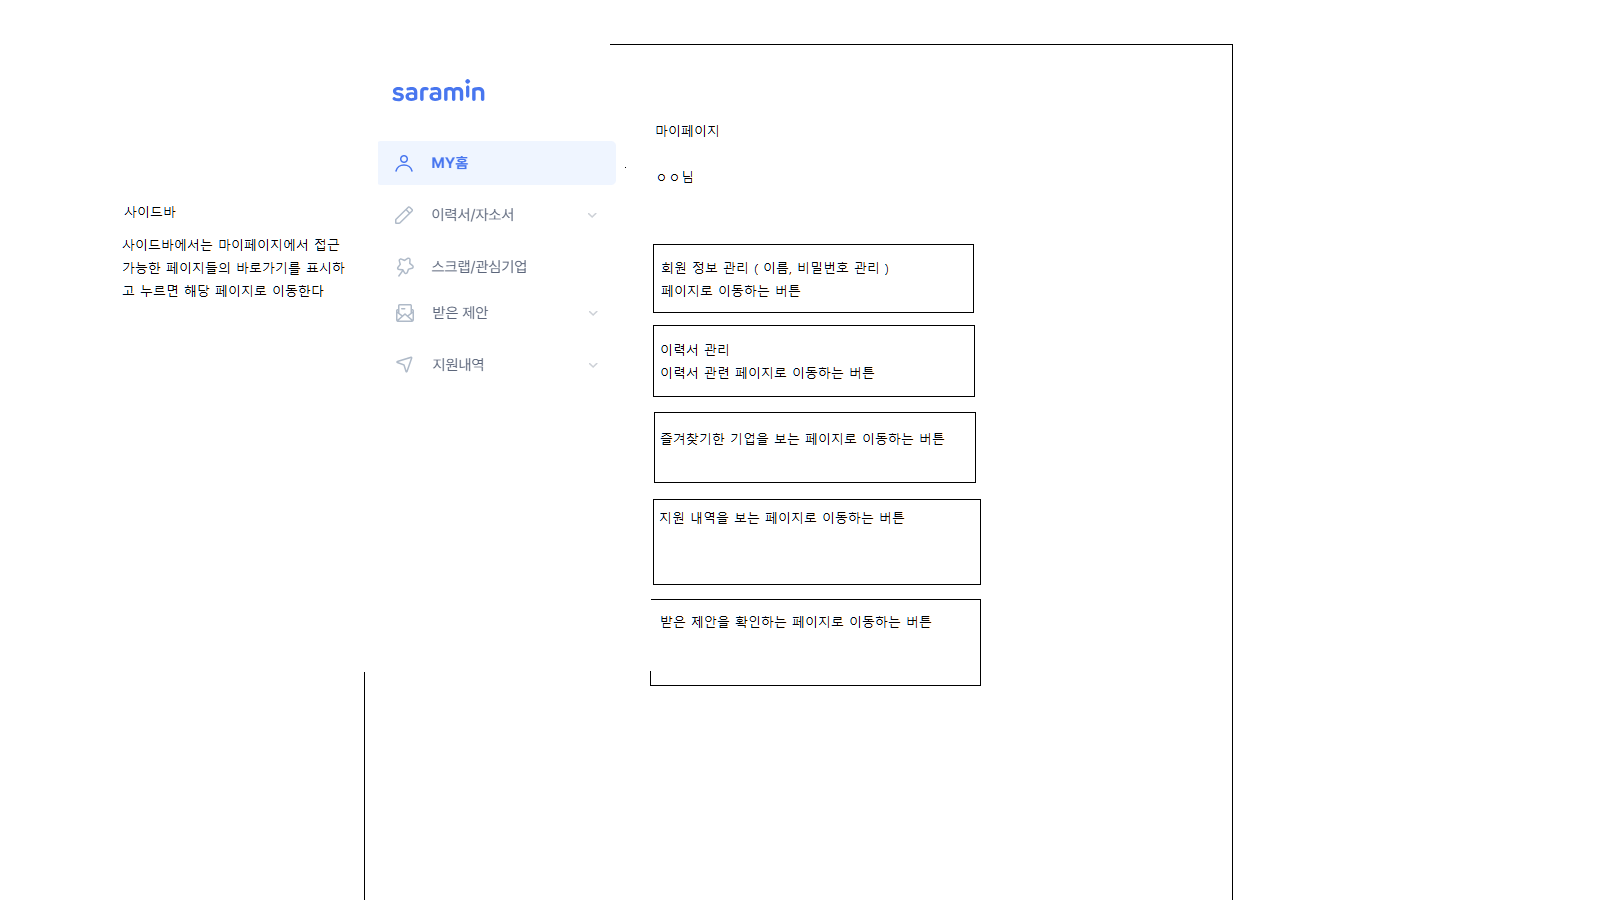 사이드바
사이드바에서는 마이페이지에서 접근
가능한 페이지들의 바로가기를 표시하
고 누르면 해당 페이지로 이동한다
saramin
MY홈
이력서/자소서
스크랩/관심기업
받은 제안
지원내역
마이페이지
ㅇㅇ님
회원 정보 관리 ( 이름, 비밀번호 관리 )
페이지로 이동하는 버튼
이력서 관리
이력서 관련 페이지로 이동하는 버튼
즐겨찾기한 기업을 보는 페이지로 이동하는 버튼
지원 내역을 보는 페이지로 이동하는 버튼
받은 제안을 확인하는 페이지로 이동하는 버튼